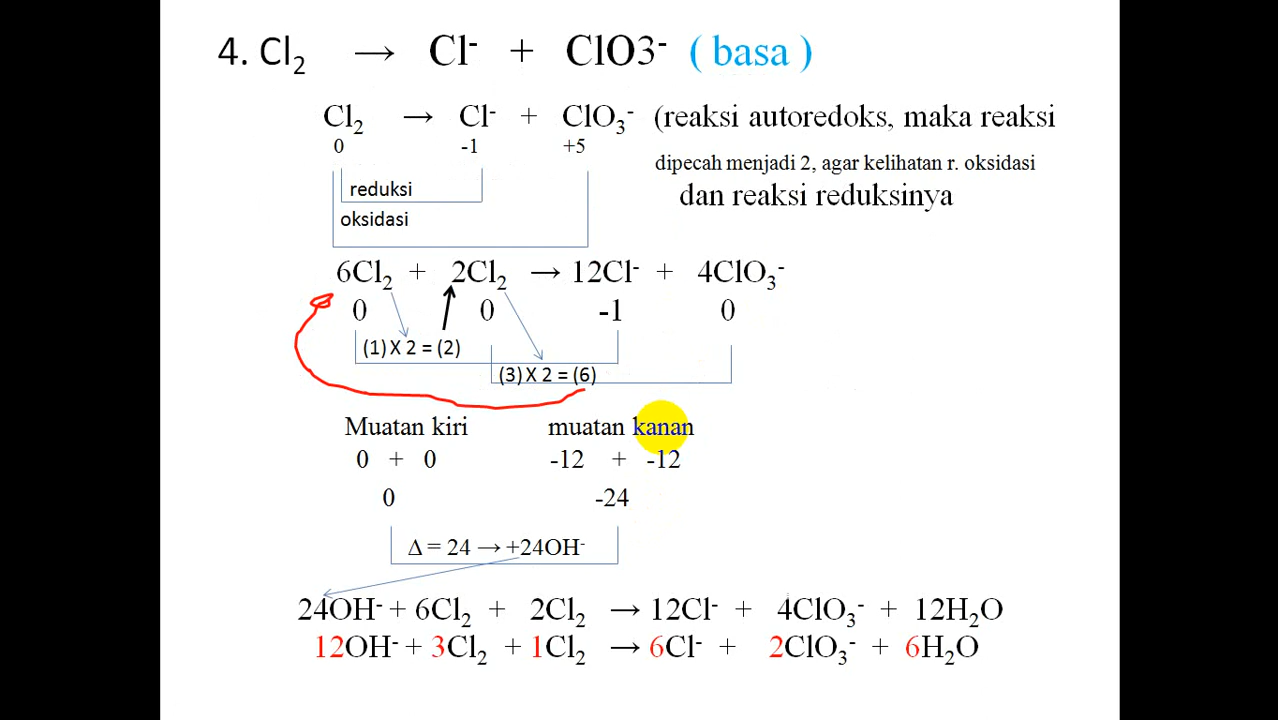 4. Cl₂ → Cl⁻ + ClO3⁻ ( basa )
Cl₂ → Cl⁻ + ClO₃⁻ (reaksi autoredoks, maka reaksi
0 -1 +5
dipecah menjadi 2, agar kelihatan r. oksidasi
reduksi
dan reaksi reduksinya
oksidasi
6Cl₂ + 2Cl₂ → 12Cl⁻ + 4ClO₃⁻
0 0 -1 0
(1) X 2 = (2)
(3) X 2 = (6)
Muatan kiri muatan kanan
0 + 0 -12 + -12
0 -24
Δ = 24 → +24OH⁻
24OH⁻ + 6Cl₂ + 2Cl₂ → 12Cl⁻ + 4ClO₃⁻ + 12H₂O
12OH⁻ + 3Cl₂ + 1Cl₂ → 6Cl⁻ + 2ClO₃⁻ + 6H₂O